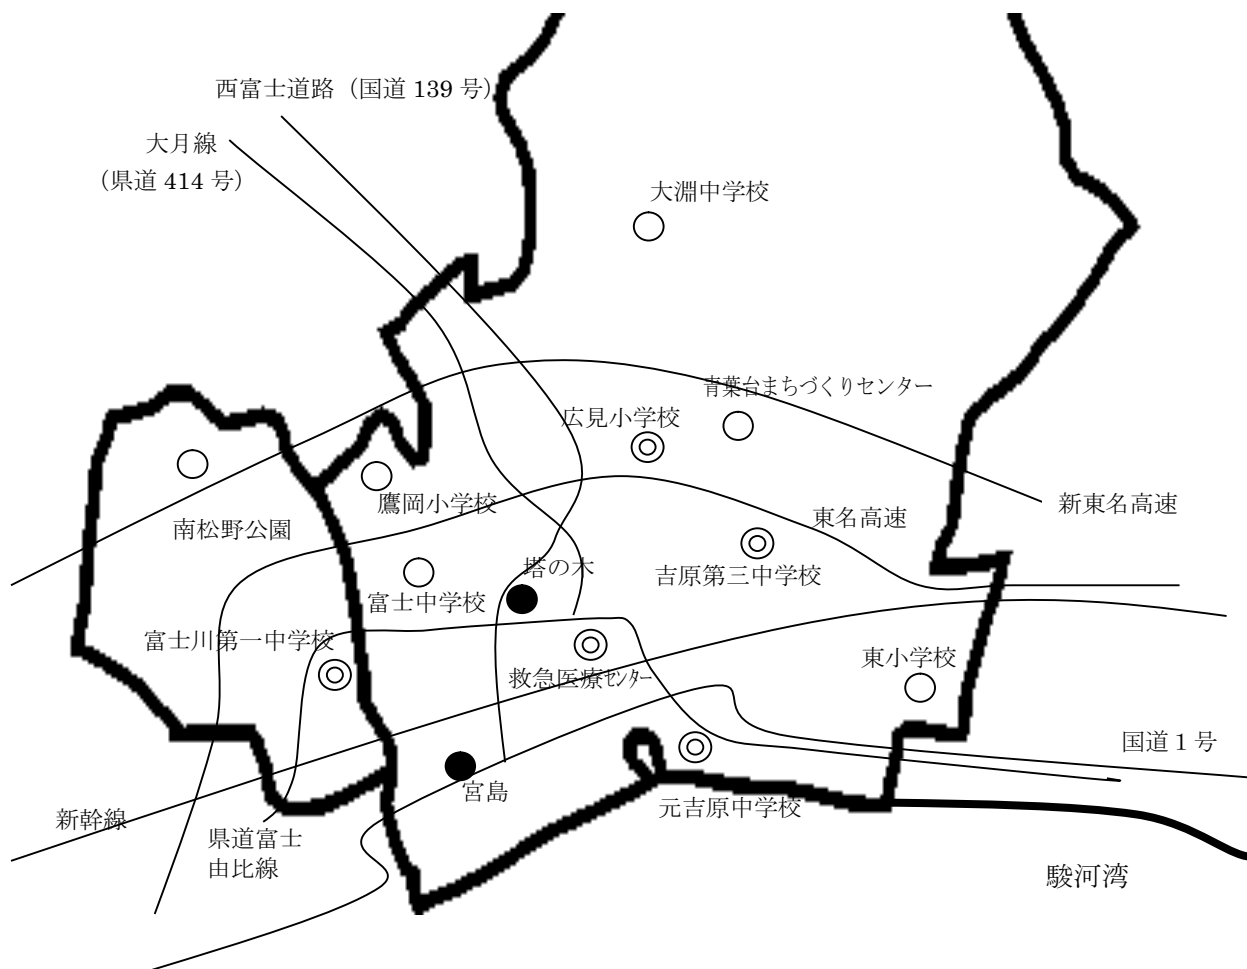 西富士道路（国道 139 号）
大月線
（県道 414 号）
大淵中学校
青葉台まちづくりセンター
広見小学校
鷹岡小学校
新東名高速
東名高速
南松野公園
塔の木
吉原第三中学校
富士中学校
富士川第一中学校
東小学校
救急医療センター
国道 1 号
宮島
元吉原中学校
新幹線
県道富士
由比線
駿河湾